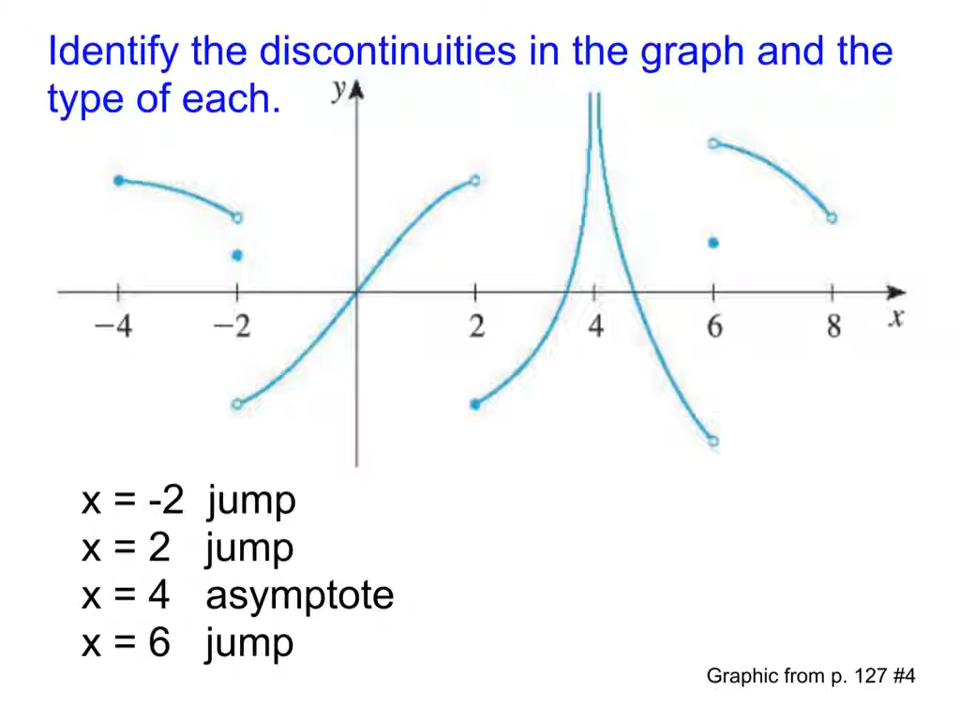 Identify the discontinuities in the graph and the
type of each.
y
−4 −2 2 4 6 8 x
x = -2 jump
x = 2 jump
x = 4 asymptote
x = 6 jump
Graphic from p. 127 #4